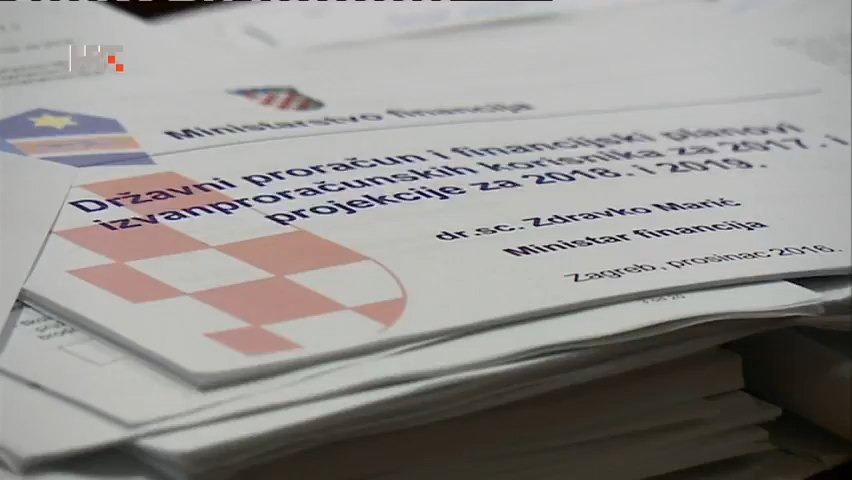 HRT
Ministarstvo financija
Državni proračun i financijski planovi
izvanproračunskih korisnika za 2017. i
projekcije za 2018. i 2019.
dr.sc. Zdravko Marić
Ministar financija
Zagreb, prosinac 2016.